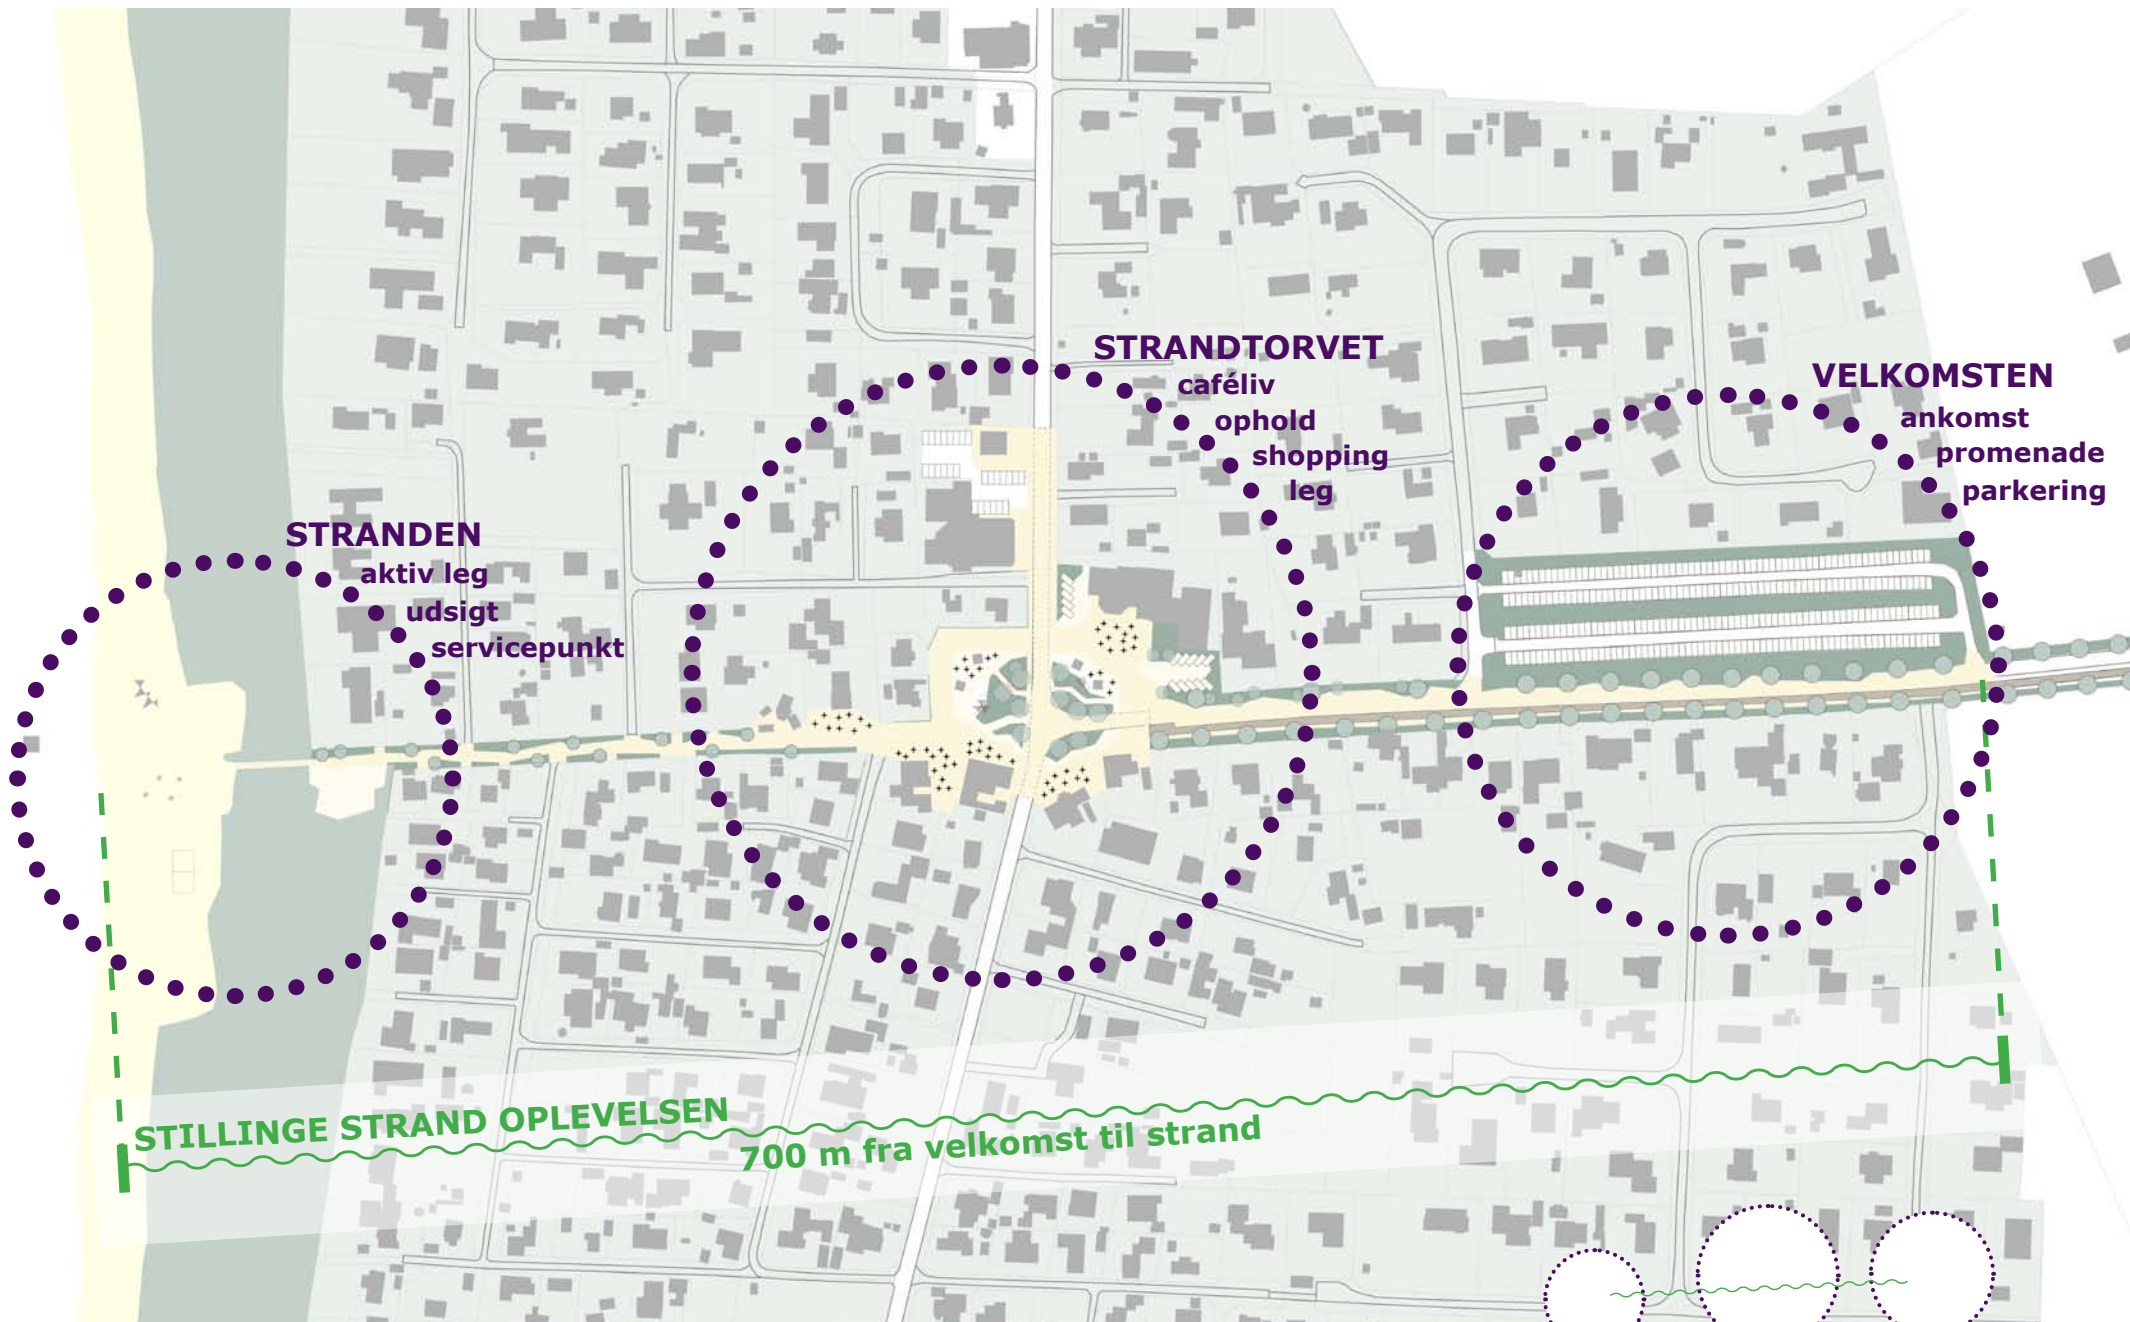 STRANDTORVET
caféliv
ophold
shopping
leg
VELKOMSTEN
ankomst
promenade
parkering
STRANDEN
aktiv leg
udsigt
servicepunkt
STILLINGE STRAND OPLEVELSEN
700 m fra velkomst til strand